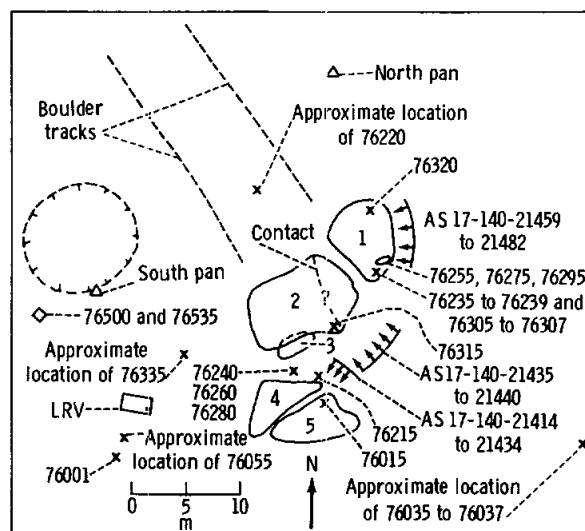 North pan
Boulder
tracks
Approximate location
of 76220
76320
Contact
AS 17-140-21459
to 21482
1
76255, 76275, 76295
South pan
2
?
76235 to 76239 and
76305 to 76307
76500 and 76535
3
76315
Approximate
location of 76335
76240
76260
76280
AS17-140-21435
to 21440
LRV
4
5
76215
AS17-140-21414
to 21434
Approximate
location of 76055
76015
76001
N
0 5 10
m
Approximate location
of 76035 to 76037